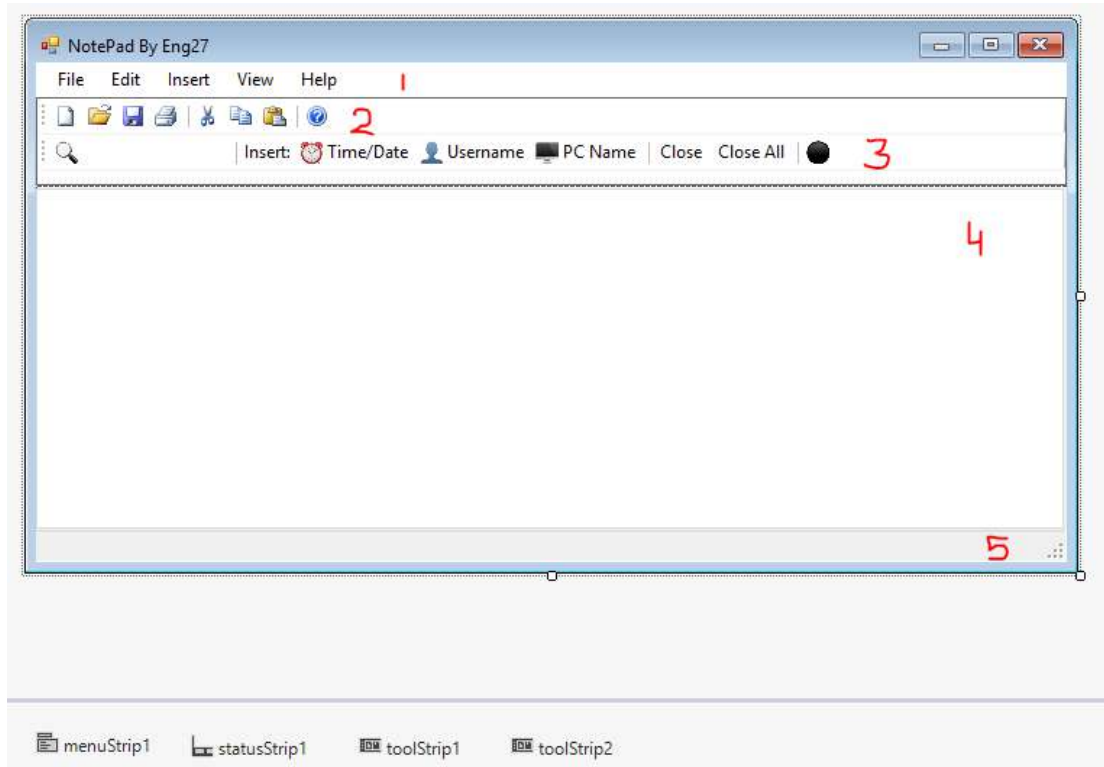 NotePad By Eng27
File Edit Insert View Help 1
2
Insert: Time/Date Username PC Name Close Close All 3
4
5
menuStrip1 statusStrip1 toolStrip1 toolStrip2